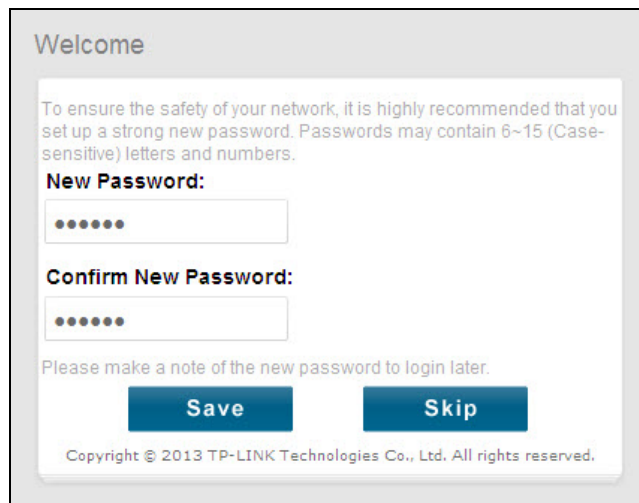 Welcome
To ensure the safety of your network, it is highly recommended that you
set up a strong new password. Passwords may contain 6~15 (Case-
sensitive) letters and numbers.
New Password:
●●●●●●
Confirm New Password:
●●●●●●
Please make a note of the new password to login later.
Save Skip
Copyright © 2013 TP-LINK Technologies Co., Ltd. All rights reserved.